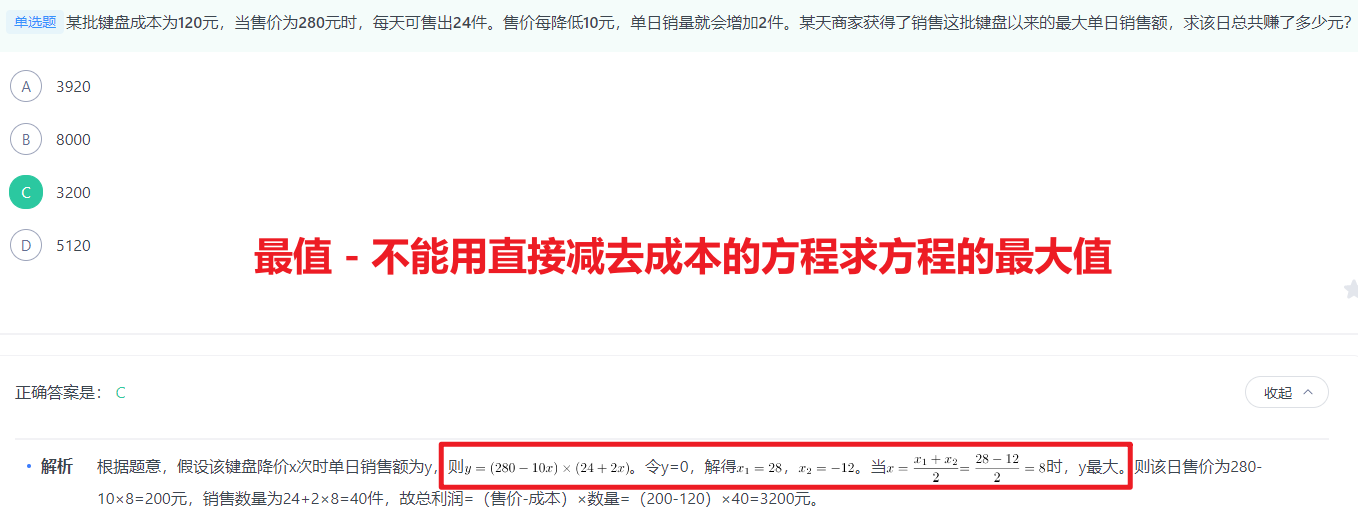 单选题 某批键盘成本为120元，当售价为280元时，每天可售出24件。售价每降低10元，单日销量就会增加2件。某天商家获得了销售这批键盘以来的最大单日销售额，求该日总共赚了多少元？
A 3920
B 8000
C 3200
D 5120
最值 - 不能用直接减去成本的方程求方程的最大值
正确答案是： C
收起
• 解析 根据题意，假设该键盘降价x次时单日销售额为y，则y = (280 − 10x) × (24 + 2x)。令y=0，解得x₁ = 28，x₂ = −12。当x = (x₁ + x₂)/2 = (28 − 12)/2 = 8时，y最大。则该日售价为280-
10×8=200元，销售数量为24+2×8=40件，故总利润=（售价-成本）×数量=（200-120）×40=3200元。